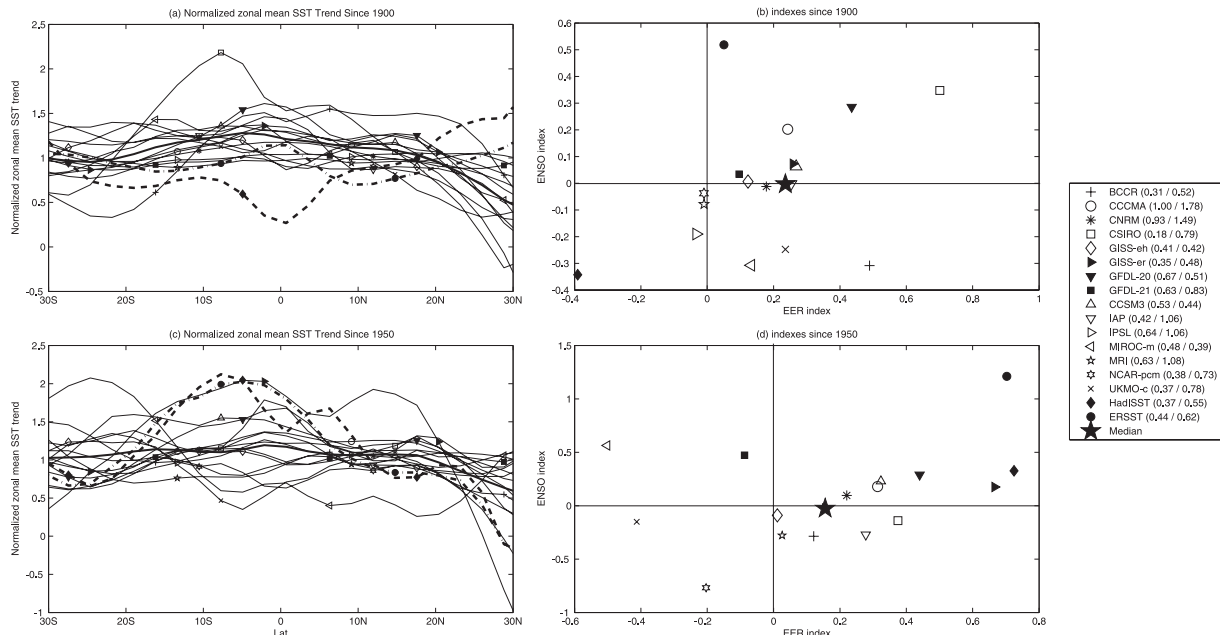 (a) Normalized zonal mean SST Trend Since 1900
Normalized zonal mean SST trend
2.5
2
1.5
1
0.5
0
0.5
30S
20S
10S
0
10N
20N
30N
(b) indexes since 1900
ENSO index
0.6
0.5
0.4
0.3
0.2
0.1
0
-0.1
-0.2
-0.3
-0.4
-0.4
-0.2
0
0.2
0.4
0.6
0.8
1
EER index
(c) Normalized zonal mean SST Trend Since 1950
Normalized zonal mean SST trend
2.5
2
1.5
1
0.5
0
-0.5
-1
30S
20S
10S
0
10N
20N
30N
Lat
(d) indexes since 1950
ENSO index
1.5
1
0.5
0
-0.5
-1
-0.6
-0.4
-0.2
0
0.2
0.4
0.6
0.8
EER index
BCCR (0.31 / 0.52)
CCCMA (1.00 / 1.78)
CNRM (0.93 / 1.49)
CSIRO (0.18 / 0.79)
GISS-eh (0.41 / 0.42)
GISS-er (0.35 / 0.48)
GFDL-20 (0.67 / 0.51)
GFDL-21 (0.63 / 0.83)
CCSM3 (0.53 / 0.44)
IAP (0.42 / 1.06)
IPSL (0.64 / 1.06)
MIROC-m (0.48 / 0.39)
MRI (0.63 / 1.08)
NCAR-pcm (0.38 / 0.73)
UKMO-c (0.37 / 0.78)
HadISST (0.37 / 0.55)
ERSST (0.44 / 0.62)
Median